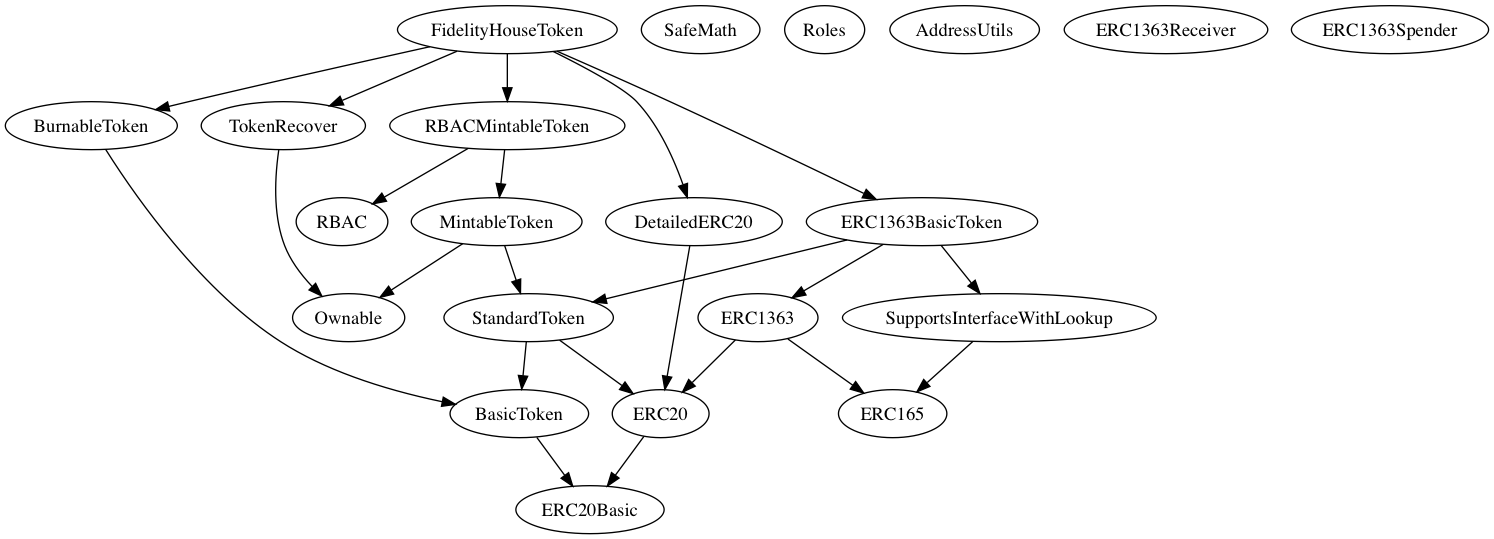 FidelityHouseToken
SafeMath
Roles
AddressUtils
ERC1363Receiver
ERC1363Spender
BurnableToken
TokenRecover
RBACMintableToken
RBAC
MintableToken
DetailedERC20
ERC1363BasicToken
Ownable
StandardToken
ERC1363
SupportsInterfaceWithLookup
BasicToken
ERC20
ERC165
ERC20Basic